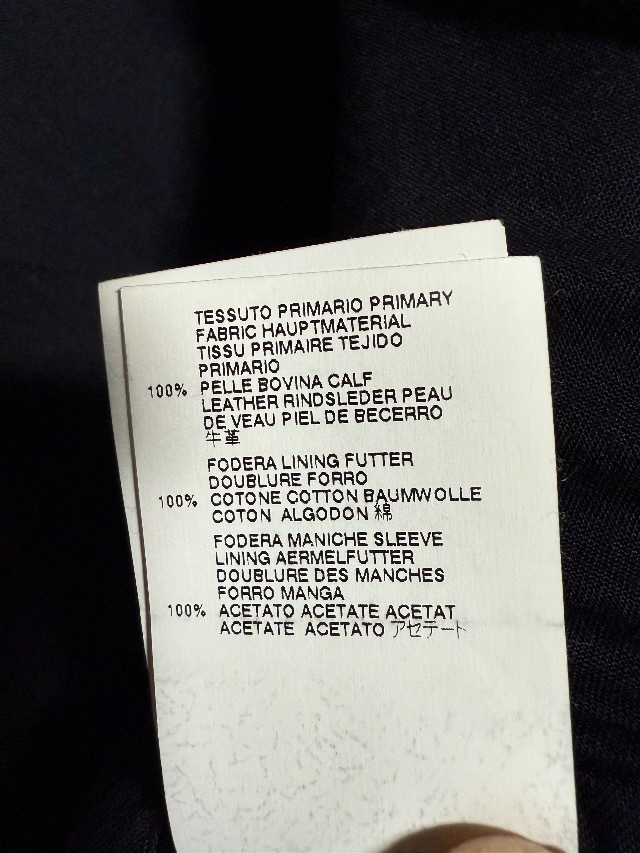 TESSUTO PRIMARIO PRIMARY
FABRIC HAUPTMATERIAL
TISSU PRIMAIRE TEJIDO
PRIMARIO
100% PELLE BOVINA CALF
LEATHER RINDSLEDER PEAU
DE VEAU PIEL DE BECERRO
牛革
FODERA LINING FUTTER
DOUBLURE FORRO
100% COTONE COTTON BAUMWOLLE
COTON ALGODON 綿
FODERA MANICHE SLEEVE
LINING AERMELFUTTER
DOUBLURE DES MANCHES
FORRO MANGA
100% ACETATO ACETATE ACETAT
ACETATE ACETATO アセテート